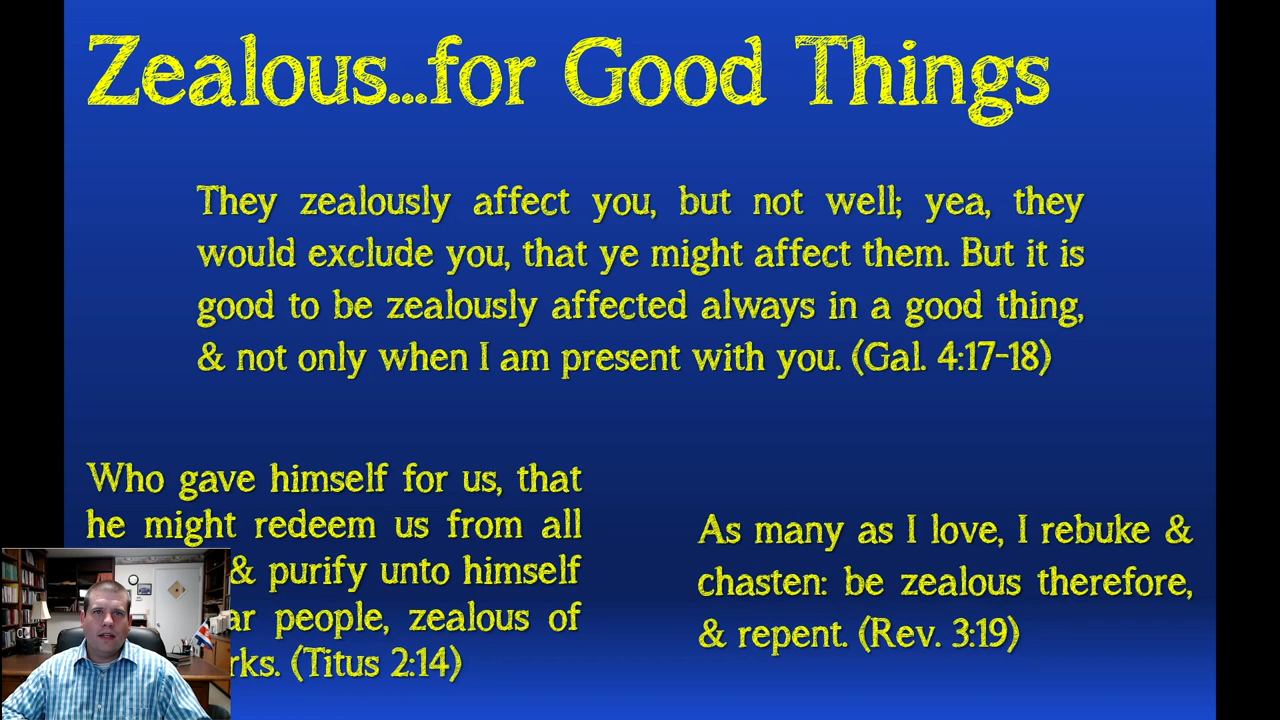 Zealous...for Good Things
They zealously affect you, but not well; yea, they
would exclude you, that ye might affect them. But it is
good to be zealously affected always in a good thing,
& not only when I am present with you. (Gal. 4:17-18)
Who gave himself for us, that
he might redeem us from all
& purify unto himself
people, zealous of
(Titus 2:14)
As many as I love, I rebuke &
chasten: be zealous therefore,
& repent. (Rev. 3:19)